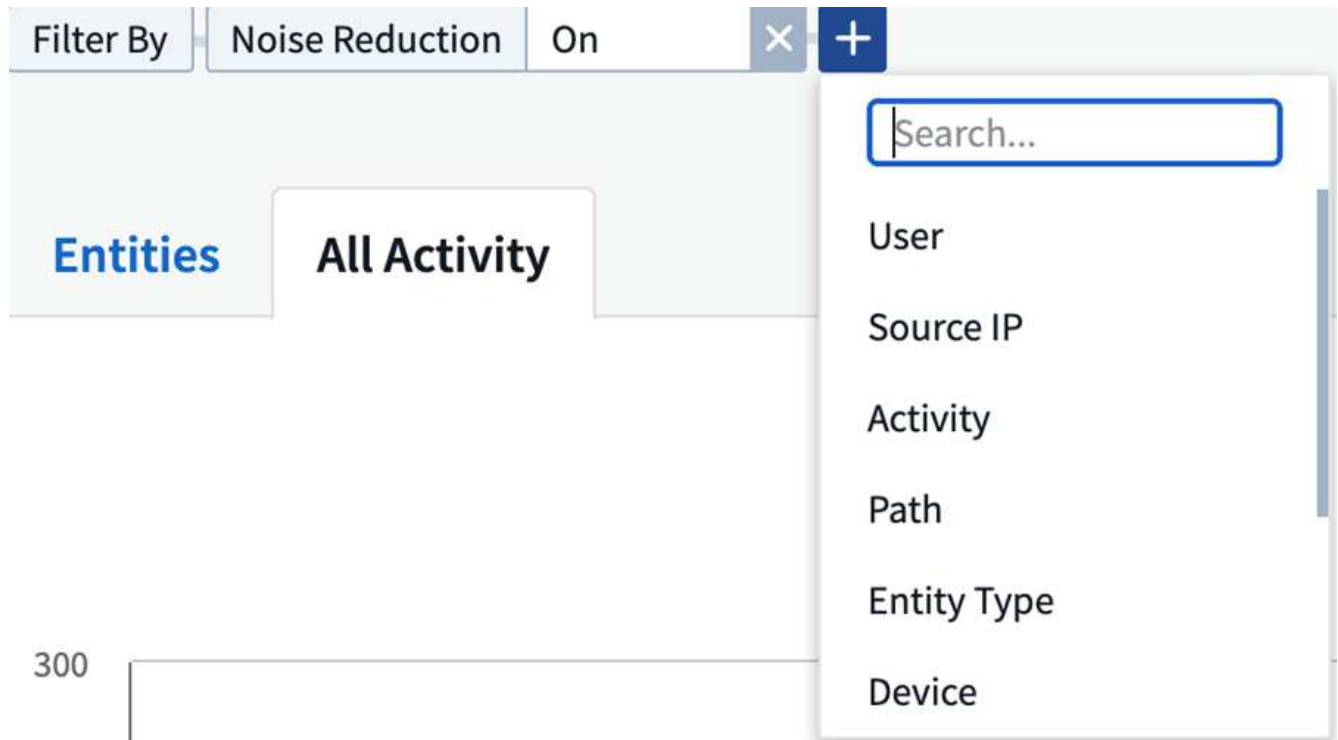 Filter By Noise Reduction On
Search...
User
Entities All Activity
Source IP
Activity
Path
Entity Type
300
Device